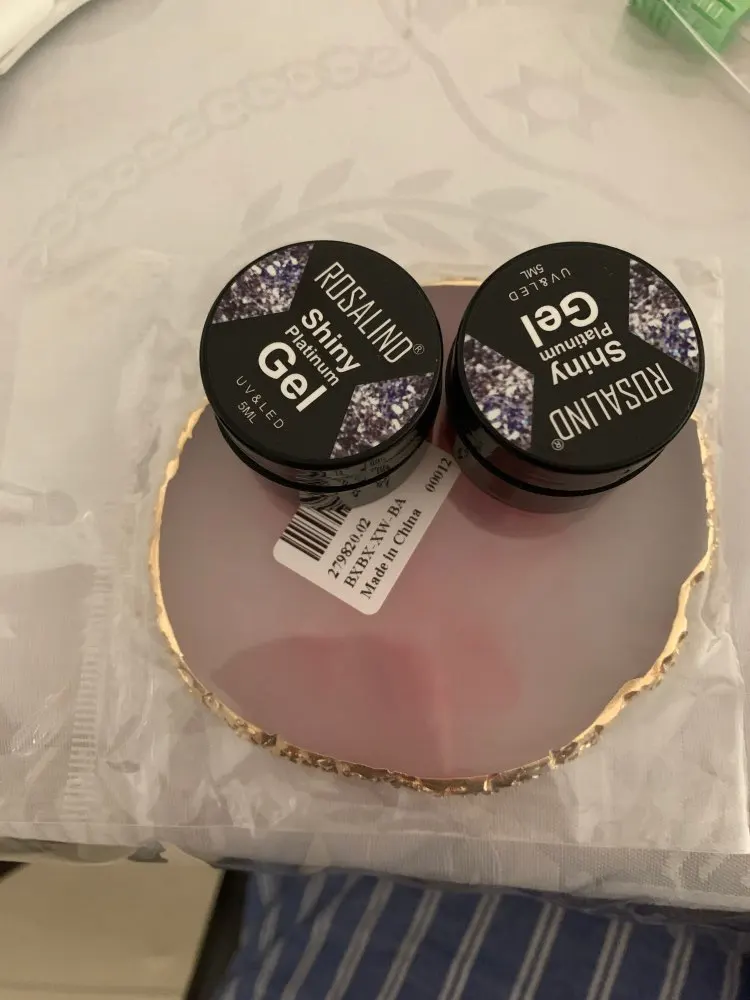 ROSALIND®
Shiny
Platinum
Gel
UV&LED
5ML
ROSALIND®
Shiny
Platinum
Gel
UV&LED
5ML
279820.02
BXBX-XW-BA
Made in China 00012